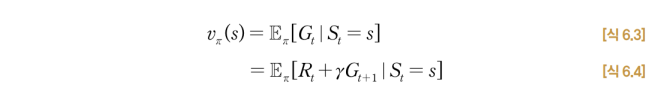 v_π(s) = 𝔼_π[G_t | S_t = s] [식 6.3]
= 𝔼_π[R_t + γG_{t+1} | S_t = s] [식 6.4]